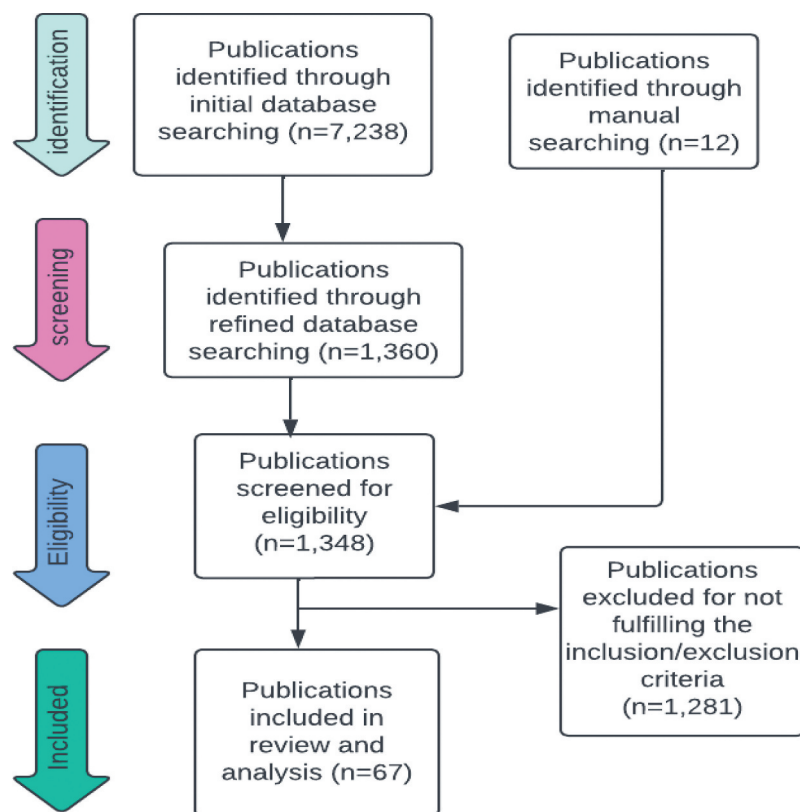 identification
Publications
identified through
initial database
searching (n=7,238)
Publications
identified through
manual
searching (n=12)
screening
Publications
identified through
refined database
searching (n=1,360)
Eligibility
Publications
screened for
eligibility
(n=1,348)
Publications
excluded for not
fulfilling the
inclusion/exclusion
criteria
(n=1,281)
Included
Publications
included in
review and
analysis (n=67)